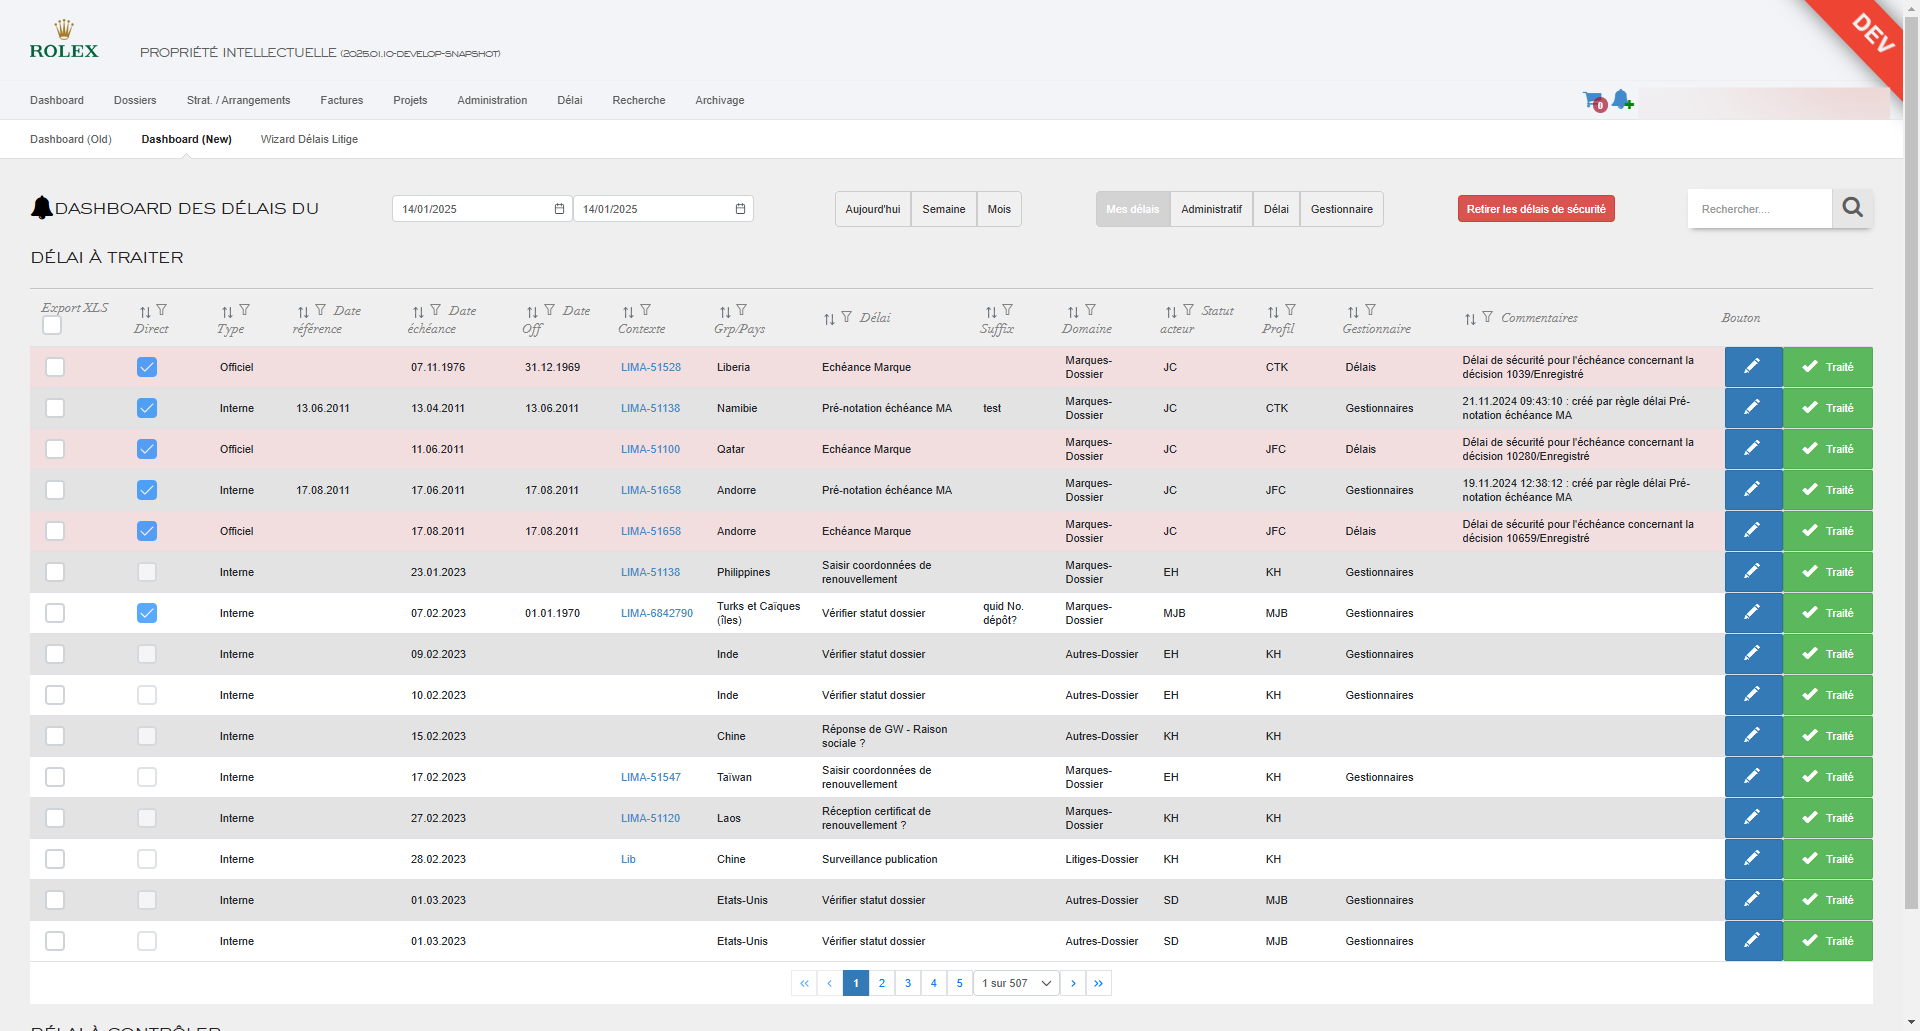 DEV
ROLEX
PROPRIÉTÉ INTELLECTUELLE (2025.01.10-DEVELOP-SNAPSHOT)
Dashboard Dossiers Strat. / Arrangements Factures Projets Administration Délai Recherche Archivage 0
Dashboard (Old) Dashboard (New) Wizard Délais Litige
DASHBOARD DES DÉLAIS DU 14/01/2025 14/01/2025 Aujourd'hui Semaine Mois Mes délais Administratif Délai Gestionnaire Retirer les délais de sécurité Rechercher....
DÉLAI À TRAITER
Export XLS Direct Type Date référence Date échéance Date Off Contexte Grp/Pays Délai Suffix Domaine Statut acteur Profil Gestionnaire Commentaires Bouton
Officiel 07.11.1976 31.12.1969 LIMA-51528 Liberia Echéance Marque Marques-Dossier JC CTK Délais Délai de sécurité pour l'échéance concernant la décision 1039/Enregistré Traité
Interne 13.06.2011 13.04.2011 13.06.2011 LIMA-51138 Namibie Pré-notation échéance MA test Marques-Dossier JC CTK Gestionnaires 21.11.2024 09:43:10 : créé par règle délai Pré-notation échéance MA Traité
Officiel 11.06.2011 LIMA-51100 Qatar Echéance Marque Marques-Dossier JC JFC Délais Délai de sécurité pour l'échéance concernant la décision 10280/Enregistré Traité
Interne 17.08.2011 17.06.2011 17.08.2011 LIMA-51658 Andorre Pré-notation échéance MA Marques-Dossier JC JFC Gestionnaires 19.11.2024 12:38:12 : créé par règle délai Pré-notation échéance MA Traité
Officiel 17.08.2011 17.08.2011 LIMA-51658 Andorre Echéance Marque Marques-Dossier JC JFC Délais Délai de sécurité pour l'échéance concernant la décision 10659/Enregistré Traité
Interne 23.01.2023 LIMA-51138 Philippines Saisir coordonnées de renouvellement Marques-Dossier EH KH Gestionnaires Traité
Interne 07.02.2023 01.01.1970 LIMA-6842790 Turks et Caïques (îles) Vérifier statut dossier quid No. dépôt? Marques-Dossier MJB MJB Gestionnaires Traité
Interne 09.02.2023 Inde Vérifier statut dossier Autres-Dossier EH KH Gestionnaires Traité
Interne 10.02.2023 Inde Vérifier statut dossier Autres-Dossier EH KH Gestionnaires Traité
Interne 15.02.2023 Chine Réponse de GW - Raison sociale ? Autres-Dossier KH KH Traité
Interne 17.02.2023 LIMA-51547 Taïwan Saisir coordonnées de renouvellement Marques-Dossier EH KH Gestionnaires Traité
Interne 27.02.2023 LIMA-51120 Laos Réception certificat de renouvellement ? Marques-Dossier KH KH Traité
Interne 28.02.2023 Lib Chine Surveillance publication Litiges-Dossier KH KH Traité
Interne 01.03.2023 Etats-Unis Vérifier statut dossier Autres-Dossier SD MJB Gestionnaires Traité
Interne 01.03.2023 Etats-Unis Vérifier statut dossier Autres-Dossier SD MJB Gestionnaires Traité
« ‹ 1 2 3 4 5 1 sur 507 › »
DÉLAI À CONTRÔLER